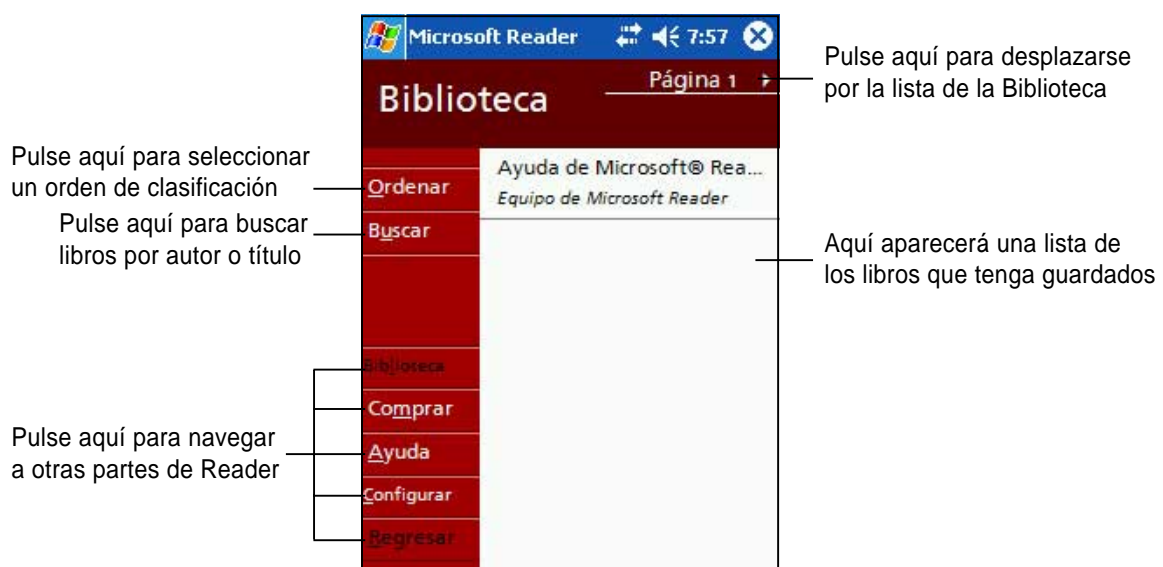 Microsoft Reader 7:57
Biblioteca
Página 1
Pulse aquí para desplazarse
por la lista de la Biblioteca
Pulse aquí para seleccionar
un orden de clasificación
Ordenar
Ayuda de Microsoft® Rea...
Equipo de Microsoft Reader
Pulse aquí para buscar
libros por autor o título
Buscar
Aquí aparecerá una lista de
los libros que tenga guardados
Biblioteca
Comprar
Pulse aquí para navegar
a otras partes de Reader
Ayuda
Configurar
Regresar